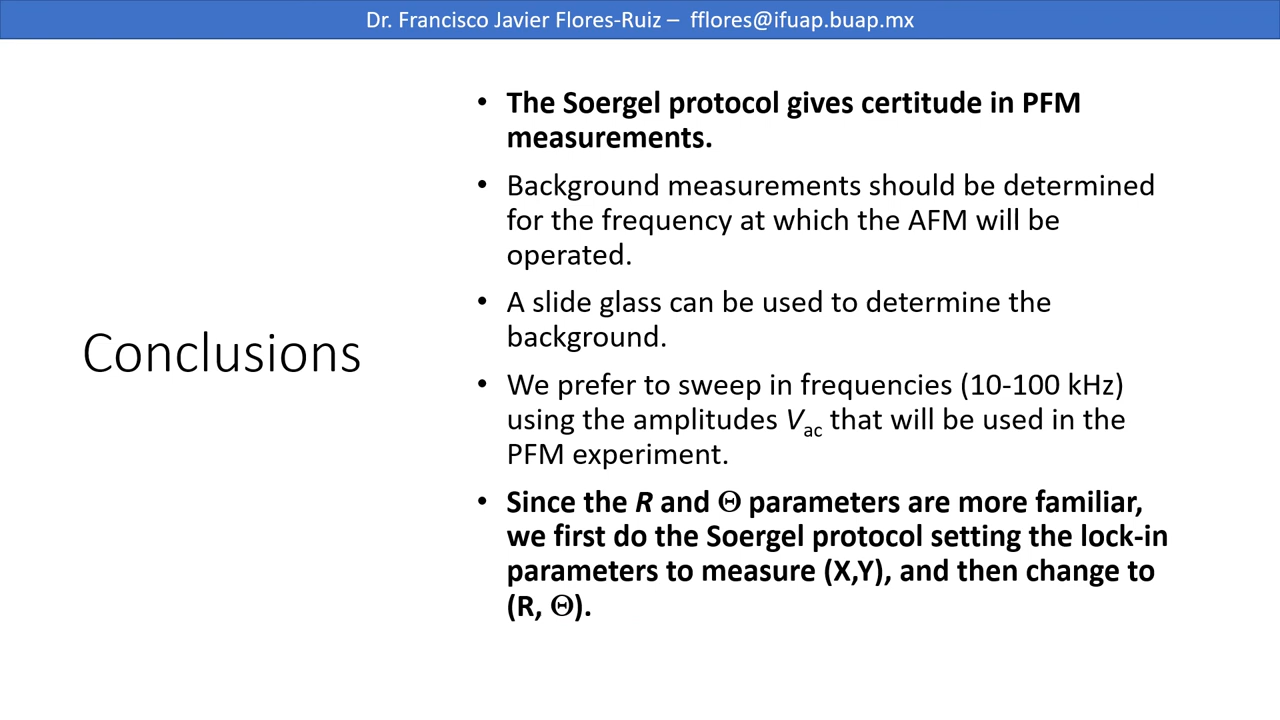 Dr. Francisco Javier Flores-Ruiz – fflores@ifuap.buap.mx
Conclusions
• The Soergel protocol gives certitude in PFM
measurements.
• Background measurements should be determined
for the frequency at which the AFM will be
operated.
• A slide glass can be used to determine the
background.
• We prefer to sweep in frequencies (10-100 kHz)
using the amplitudes Vac that will be used in the
PFM experiment.
• Since the R and Θ parameters are more familiar,
we first do the Soergel protocol setting the lock-in
parameters to measure (X,Y), and then change to
(R, Θ).